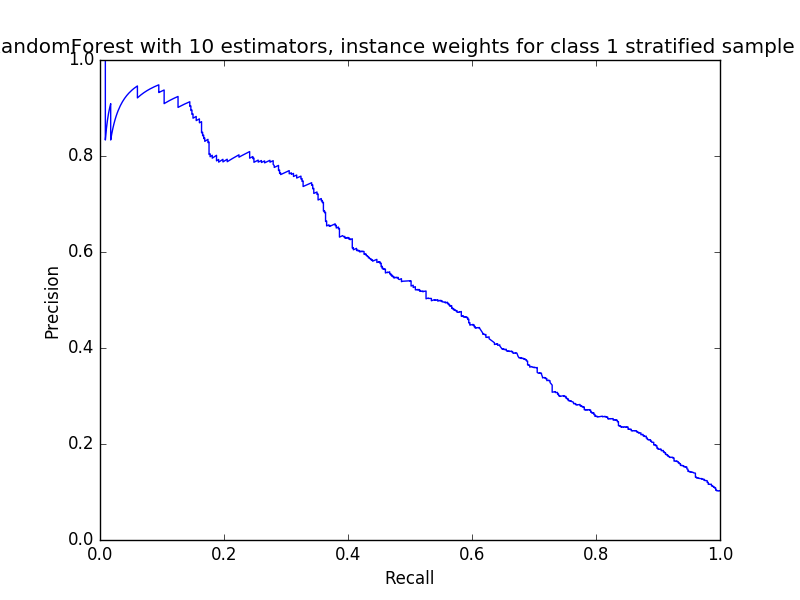 andomForest with 10 estimators, instance weights for class 1 stratified sample
1.0
0.8
0.6
0.4
0.2
0.0
Precision
0.0 0.2 0.4 0.6 0.8 1.0
Recall